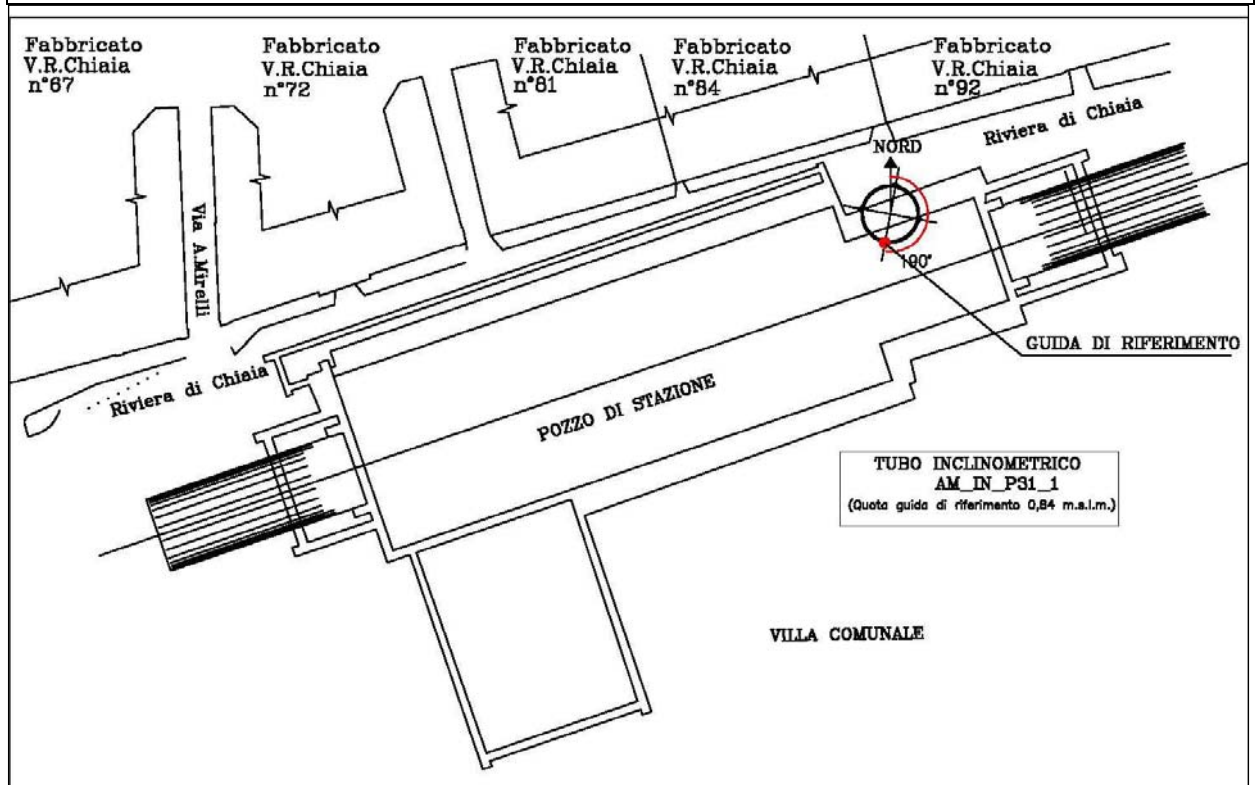 Fabbricato
V.R.Chiaia
n°67
Fabbricato
V.R.Chiaia
n°72
Fabbricato
V.R.Chiaia
n°81
Fabbricato
V.R.Chiaia
n°84
Fabbricato
V.R.Chiaia
n°92
Riviera di Chiaia
NORD
Via A.Mirelli
190°
GUIDA DI RIFERIMENTO
Riviera di Chiaia
POZZO DI STAZIONE
TUBO INCLINOMETRICO
AM_IN_P31_1
(Quota guida di riferimento 0,84 m.s.l.m.)
VILLA COMUNALE